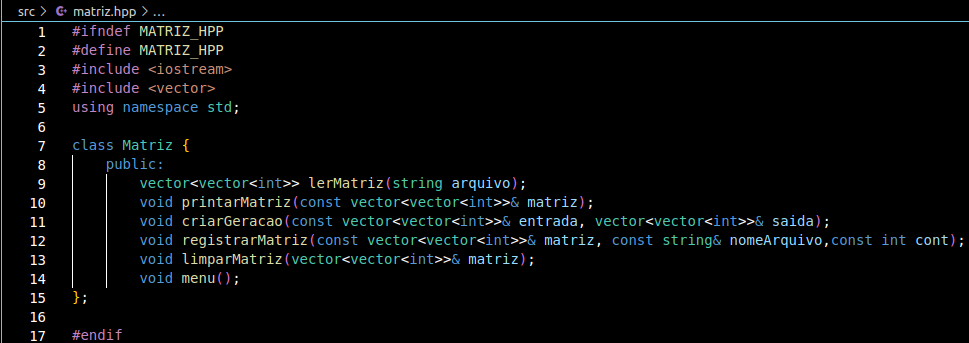 src > matriz.hpp > ...
1 #ifndef MATRIZ_HPP
2 #define MATRIZ_HPP
3 #include <iostream>
4 #include <vector>
5 using namespace std;
6
7 class Matriz {
8     public:
9         vector<vector<int>> lerMatriz(string arquivo);
10         void printarMatriz(const vector<vector<int>>& matriz);
11         void criarGeracao(const vector<vector<int>>& entrada, vector<vector<int>>& saida);
12         void registrarMatriz(const vector<vector<int>>& matriz, const string& nomeArquivo,const int cont);
13         void limparMatriz(vector<vector<int>>& matriz);
14         void menu();
15 };
16
17 #endif